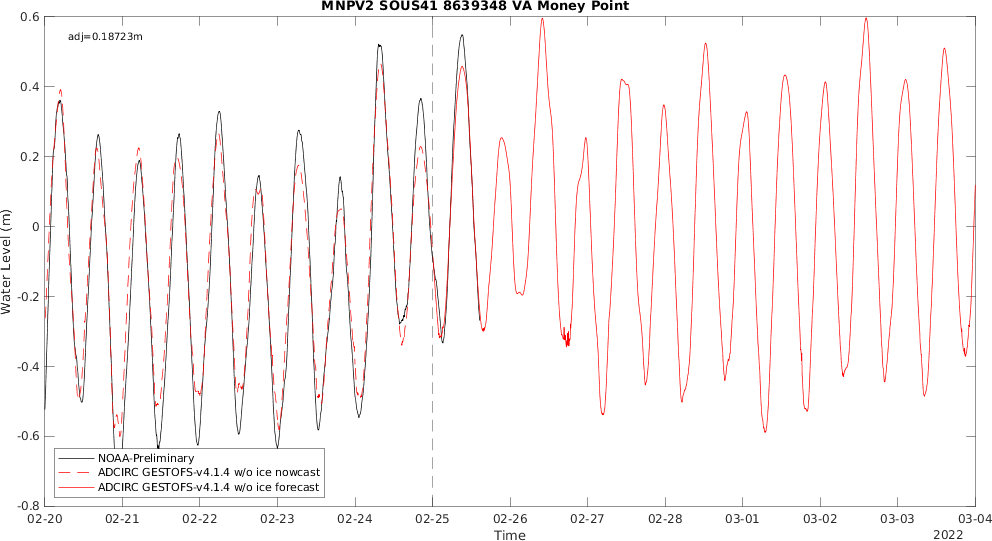 MNPV2 SOUS41 8639348 VA Money Point
adj=0.18723m
0.6
0.4
0.2
0
-0.2
-0.4
-0.6
-0.8
Water Level (m)
NOAA-Preliminary
ADCIRC GESTOFS-v4.1.4 w/o ice nowcast
ADCIRC GESTOFS-v4.1.4 w/o ice forecast
02-20 02-21 02-22 02-23 02-24 02-25 02-26 02-27 02-28 03-01 03-02 03-03 03-04
Time
2022